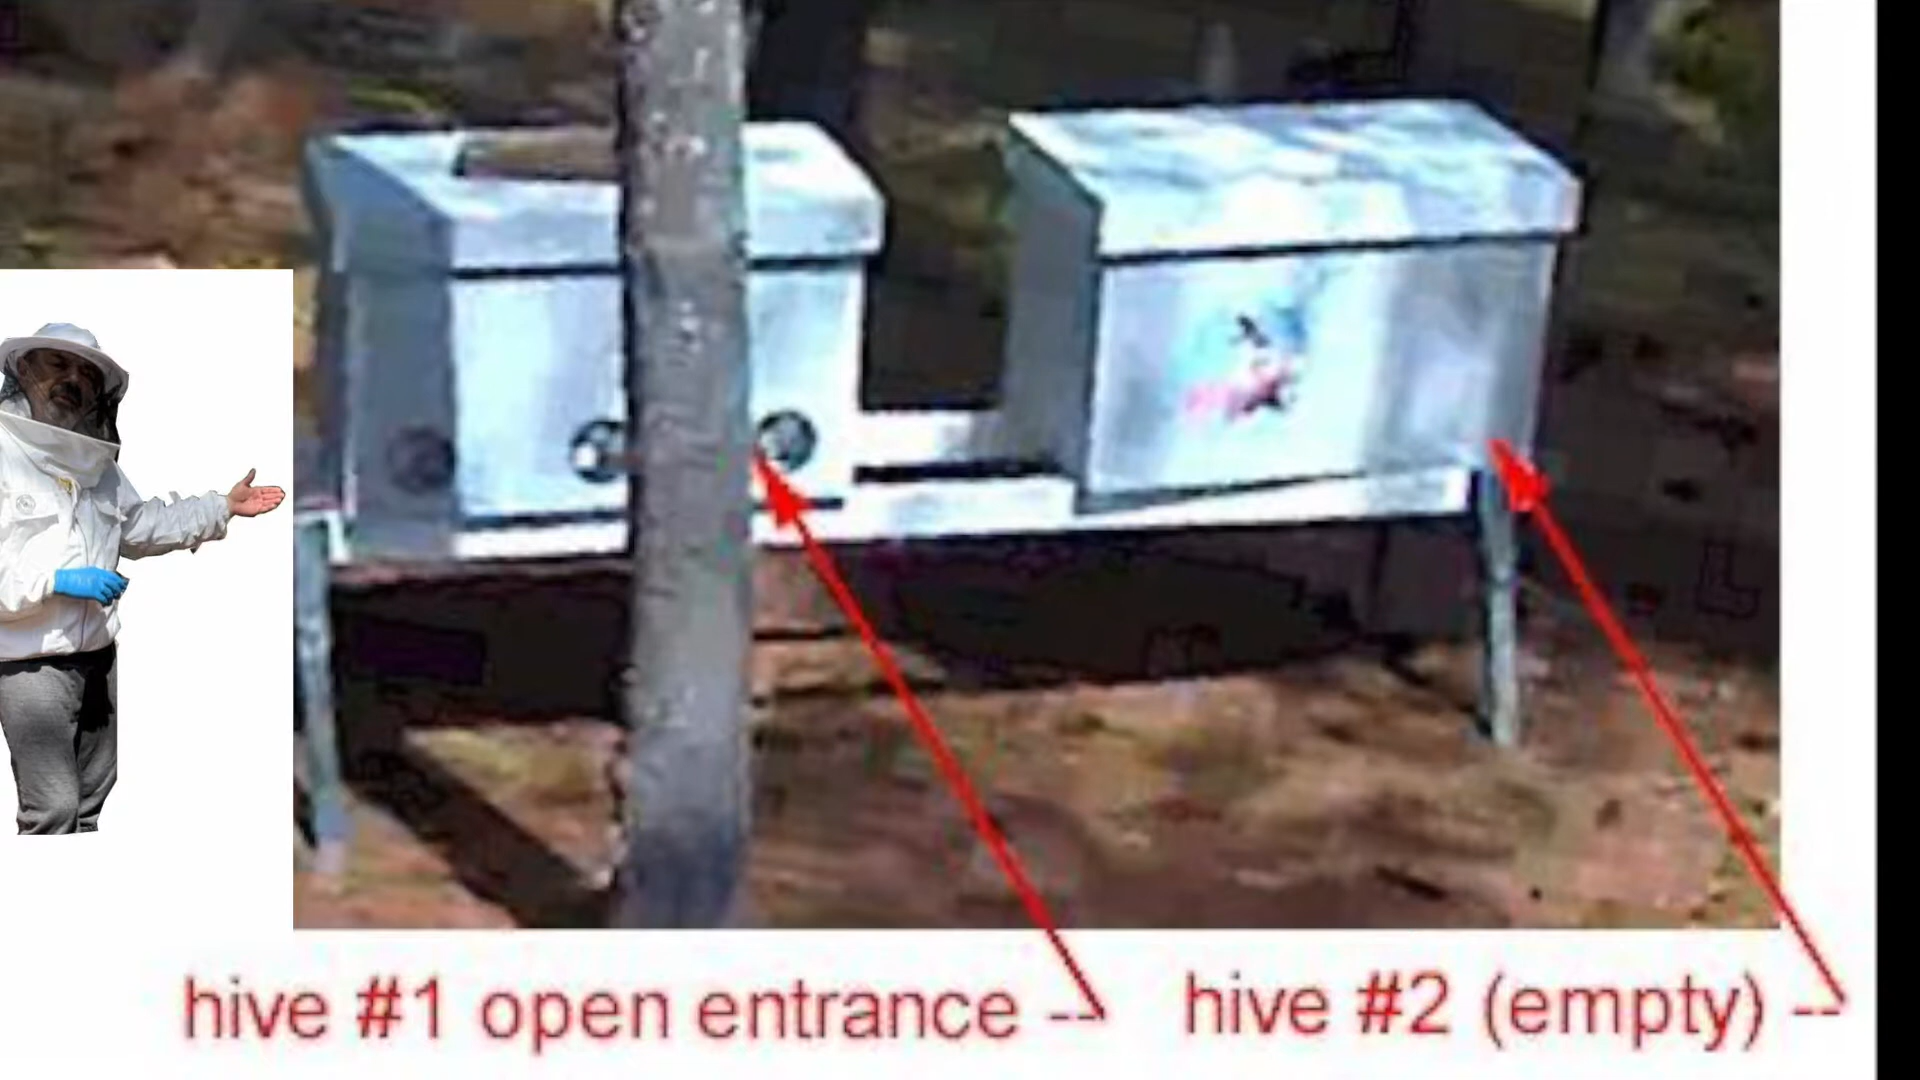 hive #1 open entrance -- hive #2 (empty) --